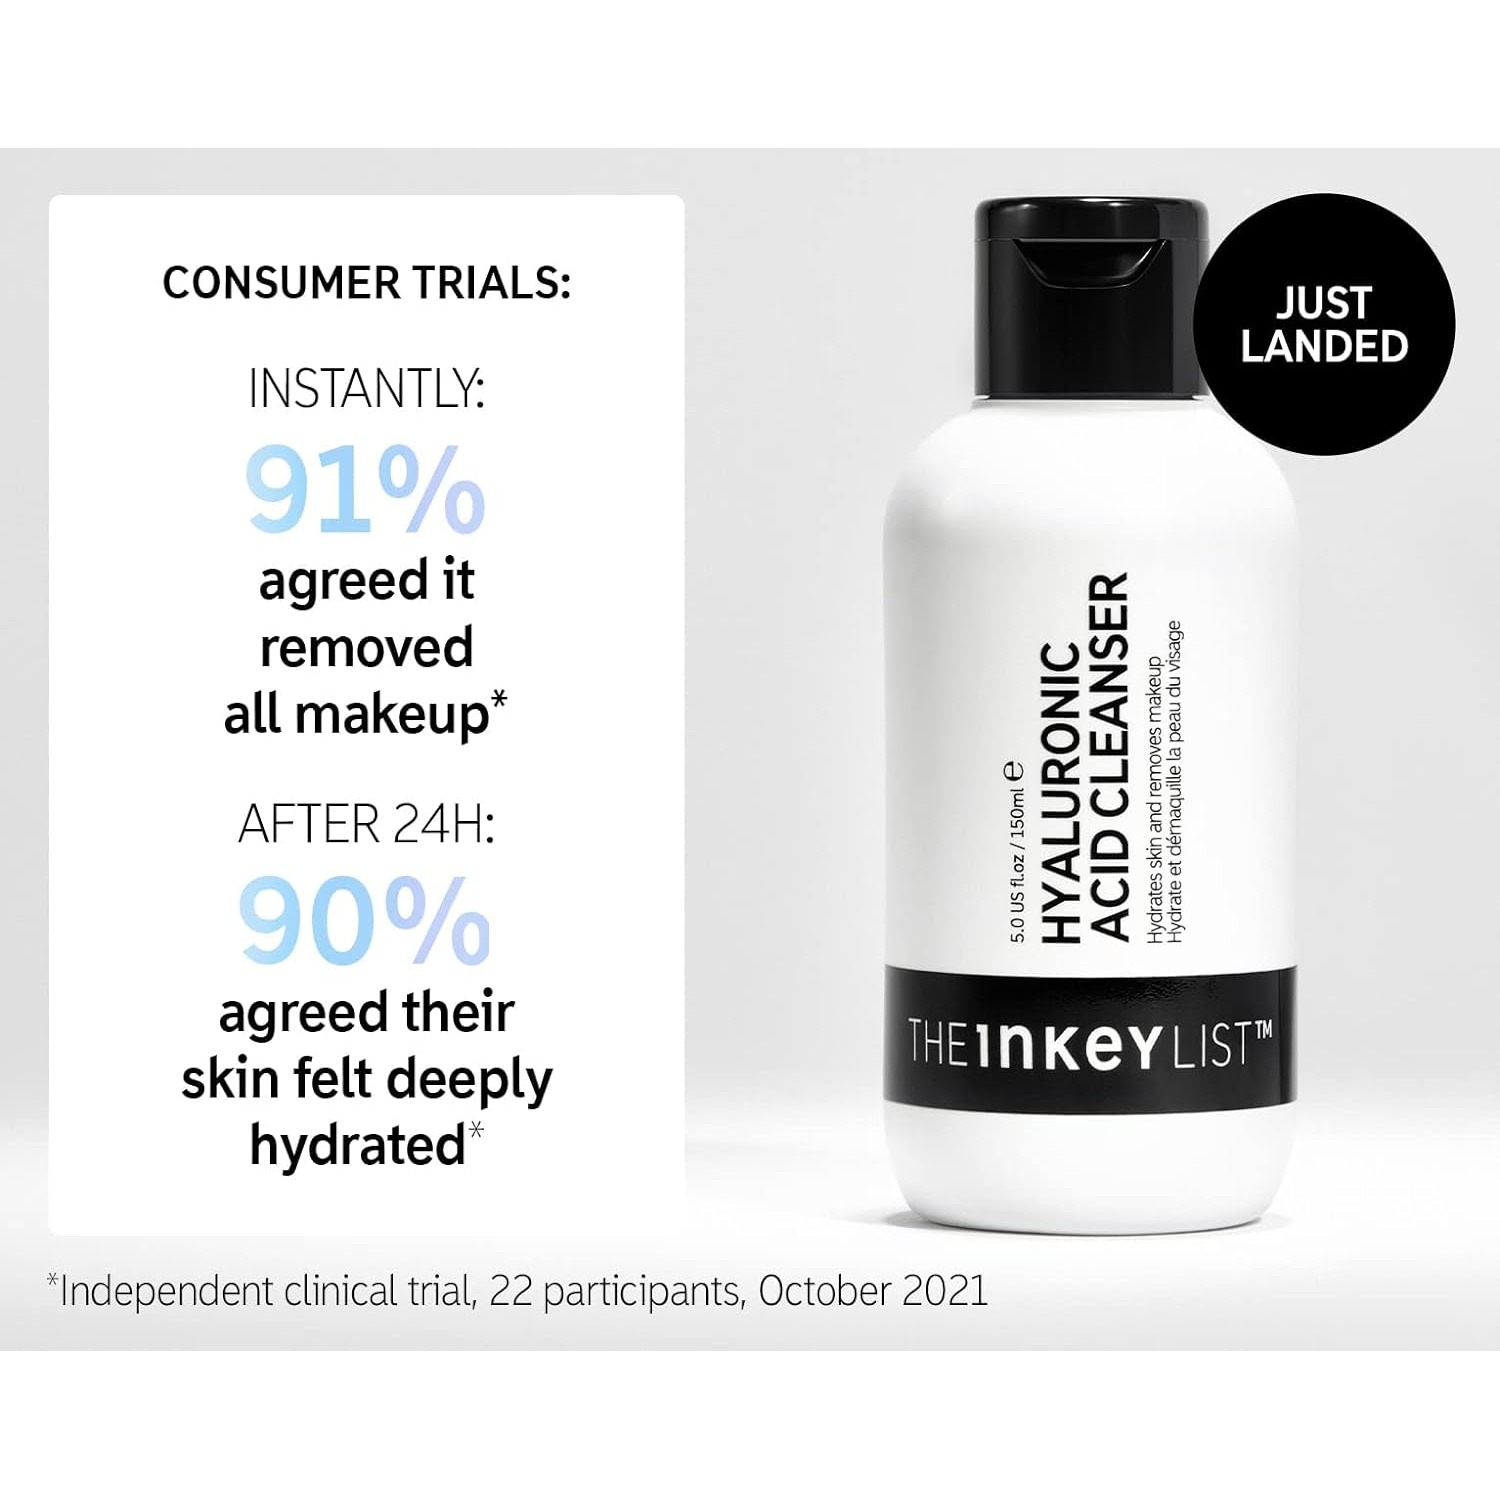 CONSUMER TRIALS:
INSTANTLY:
91%
agreed it
removed
all makeup*
AFTER 24H:
90%
agreed their
skin felt deeply
hydrated*
*Independent clinical trial, 22 participants, October 2021
JUST
LANDED
5.0 US fl.oz / 150ml ℮
HYALURONIC
ACID CLEANSER
Hydrates skin and removes makeup
Hydrate et démaquille la peau du visage
THE INKEY LIST™